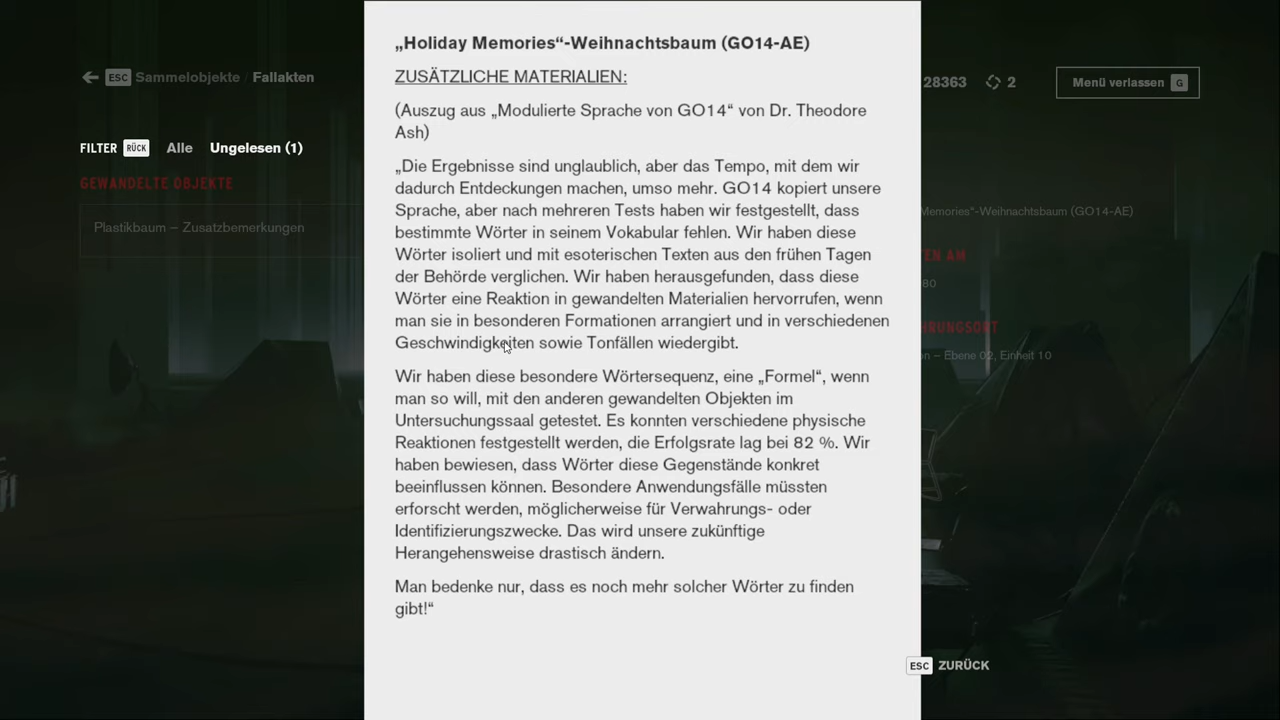 „Holiday Memories“-Weihnachtsbaum (GO14-AE)
ZUSÄTZLICHE MATERIALIEN:
(Auszug aus „Modulierte Sprache von GO14“ von Dr. Theodore
Ash)
„Die Ergebnisse sind unglaublich, aber das Tempo, mit dem wir
dadurch Entdeckungen machen, umso mehr. GO14 kopiert unsere
Sprache, aber nach mehreren Tests haben wir festgestellt, dass
bestimmte Wörter in seinem Vokabular fehlen. Wir haben diese
Wörter isoliert und mit esoterischen Texten aus den frühen Tagen
der Behörde verglichen. Wir haben herausgefunden, dass diese
Wörter eine Reaktion in gewandelten Materialien hervorrufen, wenn
man sie in besonderen Formationen arrangiert und in verschiedenen
Geschwindigkeiten sowie Tonfällen wiedergibt.
Wir haben diese besondere Wörtersequenz, eine „Formel“, wenn
man so will, mit den anderen gewandelten Objekten im
Untersuchungssaal getestet. Es konnten verschiedene physische
Reaktionen festgestellt werden, die Erfolgsrate lag bei 82 %. Wir
haben bewiesen, dass Wörter diese Gegenstände konkret
beeinflussen können. Besondere Anwendungsfälle müssten
erforscht werden, möglicherweise für Verwahrungs- oder
Identifizierungszwecke. Das wird unsere zukünftige
Herangehensweise drastisch ändern.
Man bedenke nur, dass es noch mehr solcher Wörter zu finden
gibt!“
ESC Sammelobjekte / Fallakten
FILTER RÜCK Alle Ungelesen (1)
GEWANDELTE OBJEKTE
Plastikbaum – Zusatzbemerkungen
28363 2
Menü verlassen G
Memories“-Weihnachtsbaum (GO14-AE)
EN AM
80
HRUNGSORT
on – Ebene 02, Einheit 10
ESC ZURÜCK